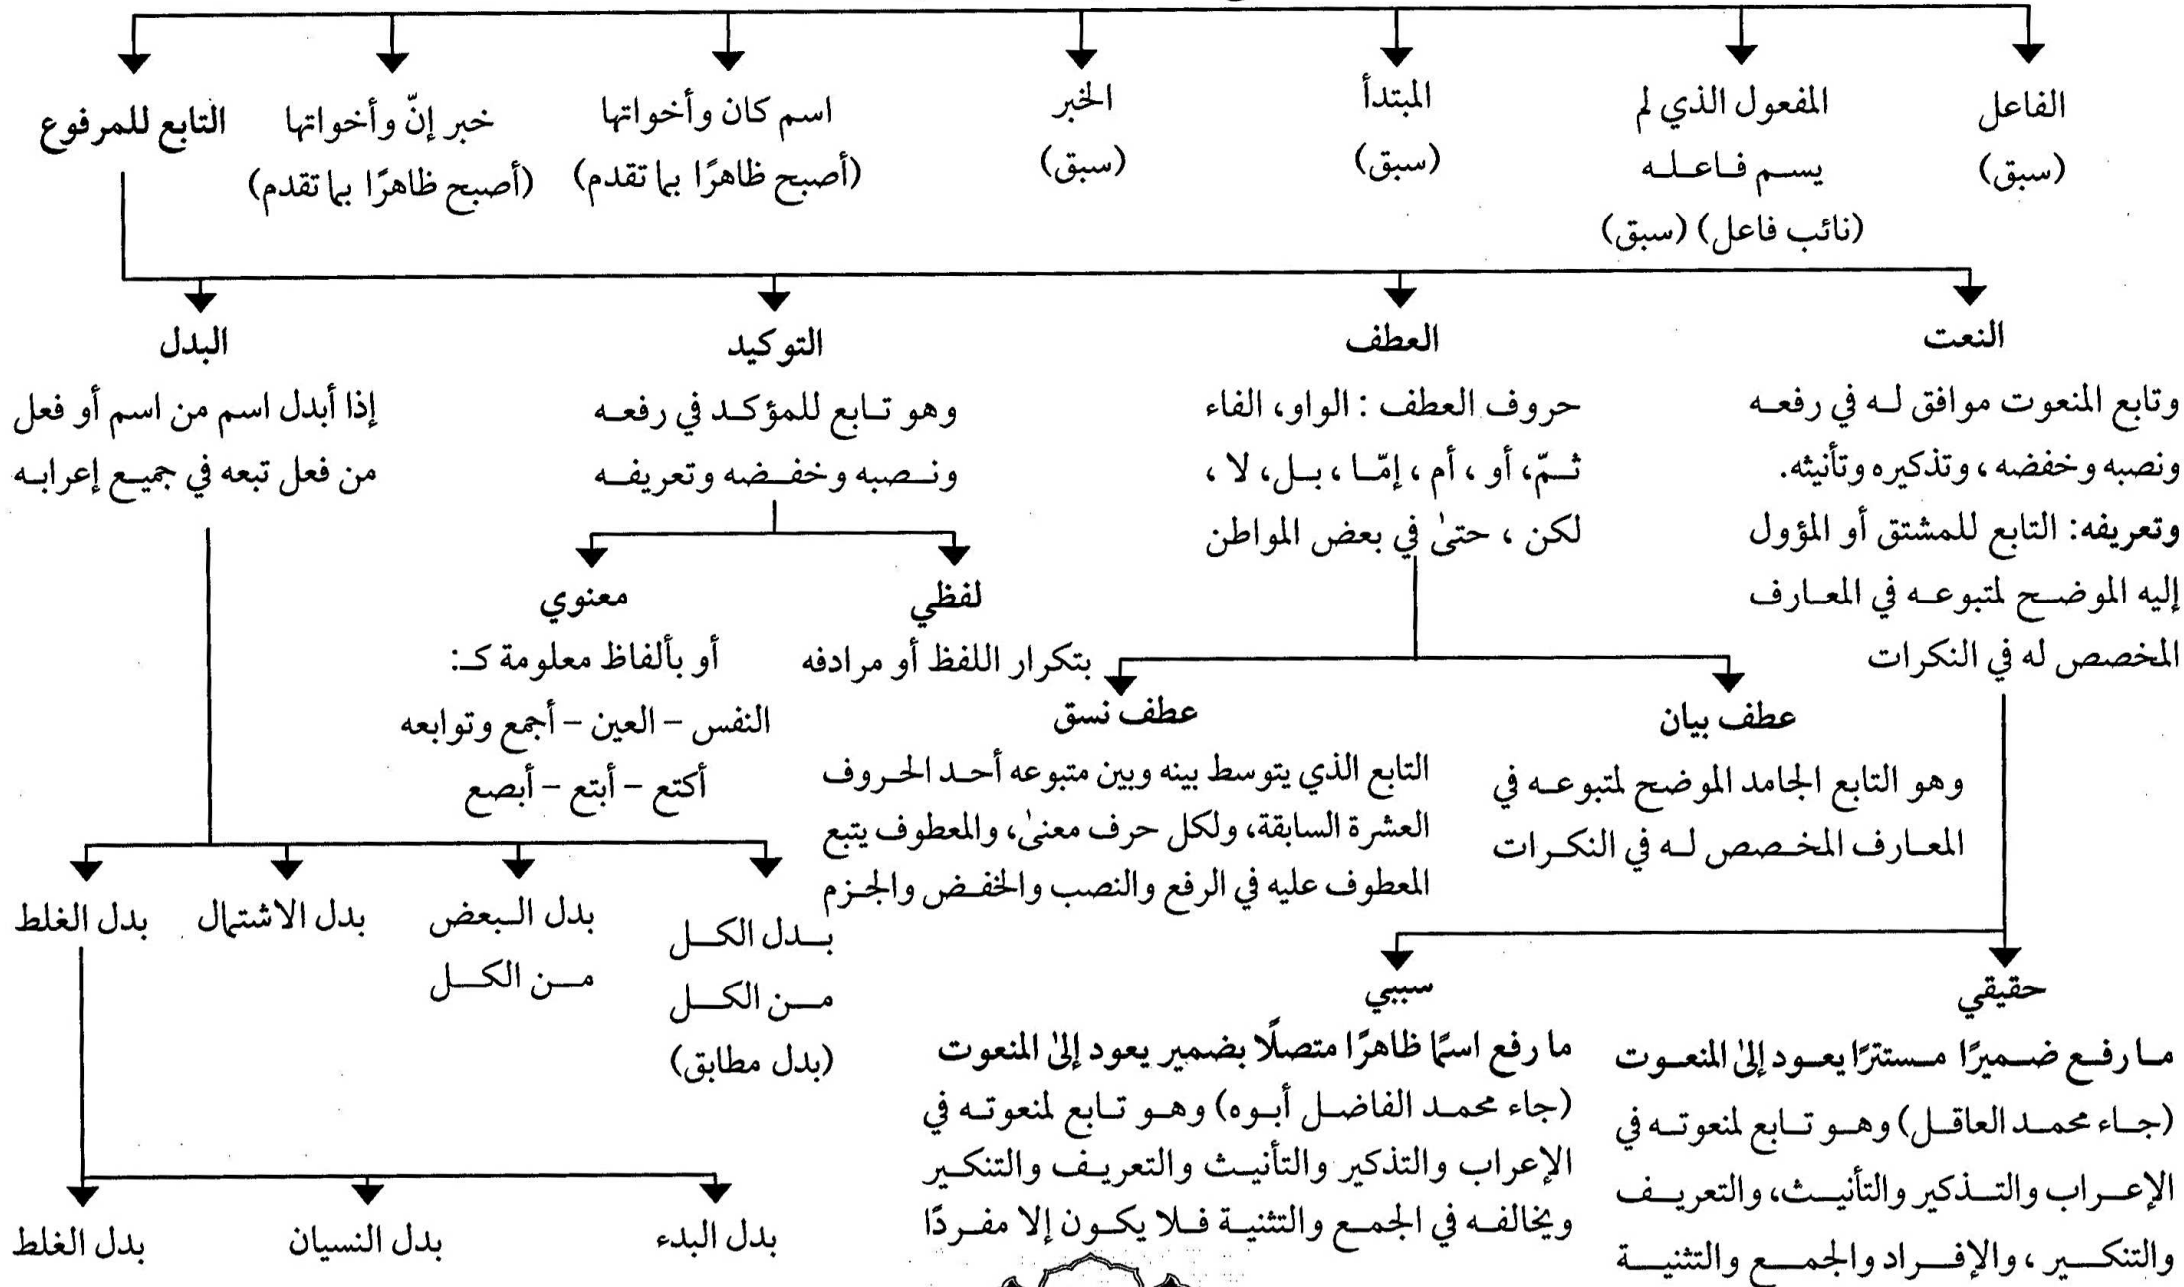 الفاعل
(سبق)
المفعول الذي لم
يسم فاعله
(نائب فاعل) (سبق)
المبتدأ
(سبق)
الخبر
(سبق)
اسم كان وأخواتها
(أصبح ظاهرًا بما تقدم)
خبر إنّ وأخواتها
(أصبح ظاهرًا بما تقدم)
التابع للمرفوع
النعت
وتابع المنعوت موافق له في رفعه
ونصبه وخفضه، وتذكيره وتأنيثه.
وتعريفه: التابع للمشتق أو المؤول
إليه الموضح لمتبوعه في المعارف
المخصص له في النكرات
العطف
حروف العطف : الواو، الفاء
ثمّ، أو ، أم ، إمّا ، بل، لا ،
لكن ، حتىٰ في بعض المواطن
التوكيد
وهو تابع للمؤكد في رفعه
ونصبه وخفضه وتعريفه
البدل
إذا أبدل اسم من اسم أو فعل
من فعل تبعه في جميع إعرابه
لفظي
بتكرار اللفظ أو مرادفه
معنوي
أو بألفاظ معلومة كـ:
النفس – العين – أجمع وتوابعه
أكتع – أبتع – أبصع
عطف بيان
وهو التابع الجامد الموضح لمتبوعه في
المعارف المخصص له في النكرات
عطف نسق
التابع الذي يتوسط بينه وبين متبوعه أحد الحروف
العشرة السابقة، ولكل حرف معنىٰ، والمعطوف يتبع
المعطوف عليه في الرفع والنصب والخفض والجزم
بدل الكل
من الكل
(بدل مطابق)
بدل البعض
من الكل
بدل الاشتمال
بدل الغلط
حقيقي
ما رفع ضميرًا مستترًا يعود إلىٰ المنعوت
(جاء محمد العاقل) وهو تابع لمنعوته في
الإعراب والتذكير والتأنيث، والتعريف
والتنكير ، والإفراد والجمع والتثنية
سببي
ما رفع اسمًا ظاهرًا متصلًا بضمير يعود إلىٰ المنعوت
(جاء محمد الفاضل أبوه) وهو تابع لمنعوته في
الإعراب والتذكير والتأنيث والتعريف والتنكير
ويخالفه في الجمع والتثنية فلا يكون إلا مفردًا
بدل البدء
بدل النسيان
بدل الغلط